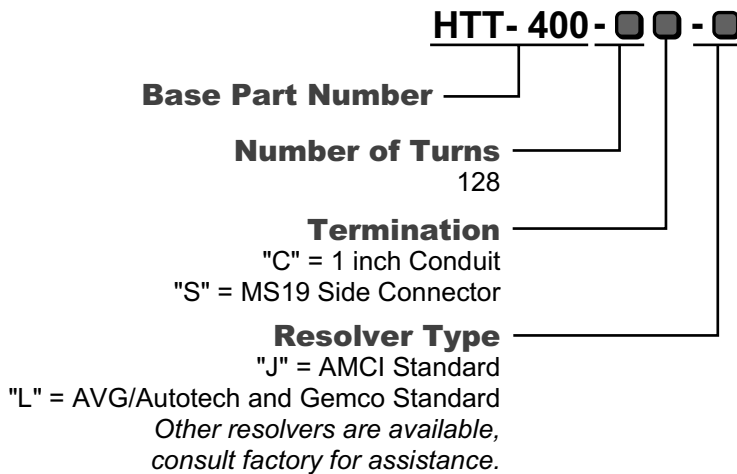 HTT- 400 - -
Base Part Number
Number of Turns
128
Termination
"C" = 1 inch Conduit
"S" = MS19 Side Connector
Resolver Type
"J" = AMCI Standard
"L" = AVG/Autotech and Gemco Standard
Other resolvers are available,
consult factory for assistance.